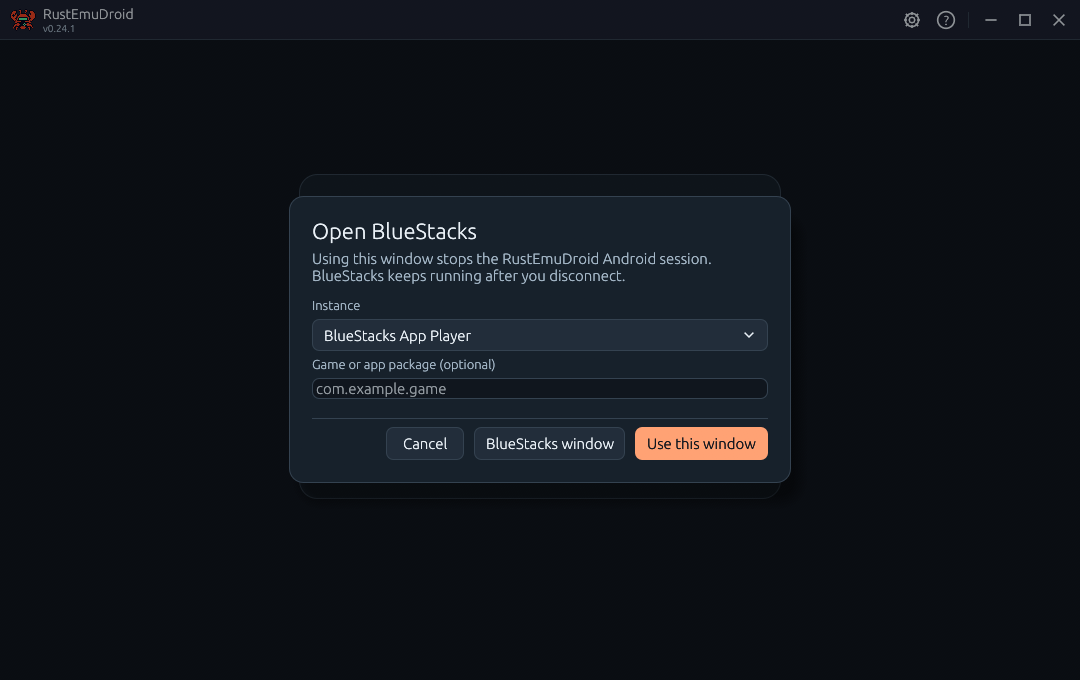 RustEmuDroid
v0.24.1
Open BlueStacks
Using this window stops the RustEmuDroid Android session.
BlueStacks keeps running after you disconnect.
Instance
BlueStacks App Player
Game or app package (optional)
com.example.game
Cancel
BlueStacks window
Use this window